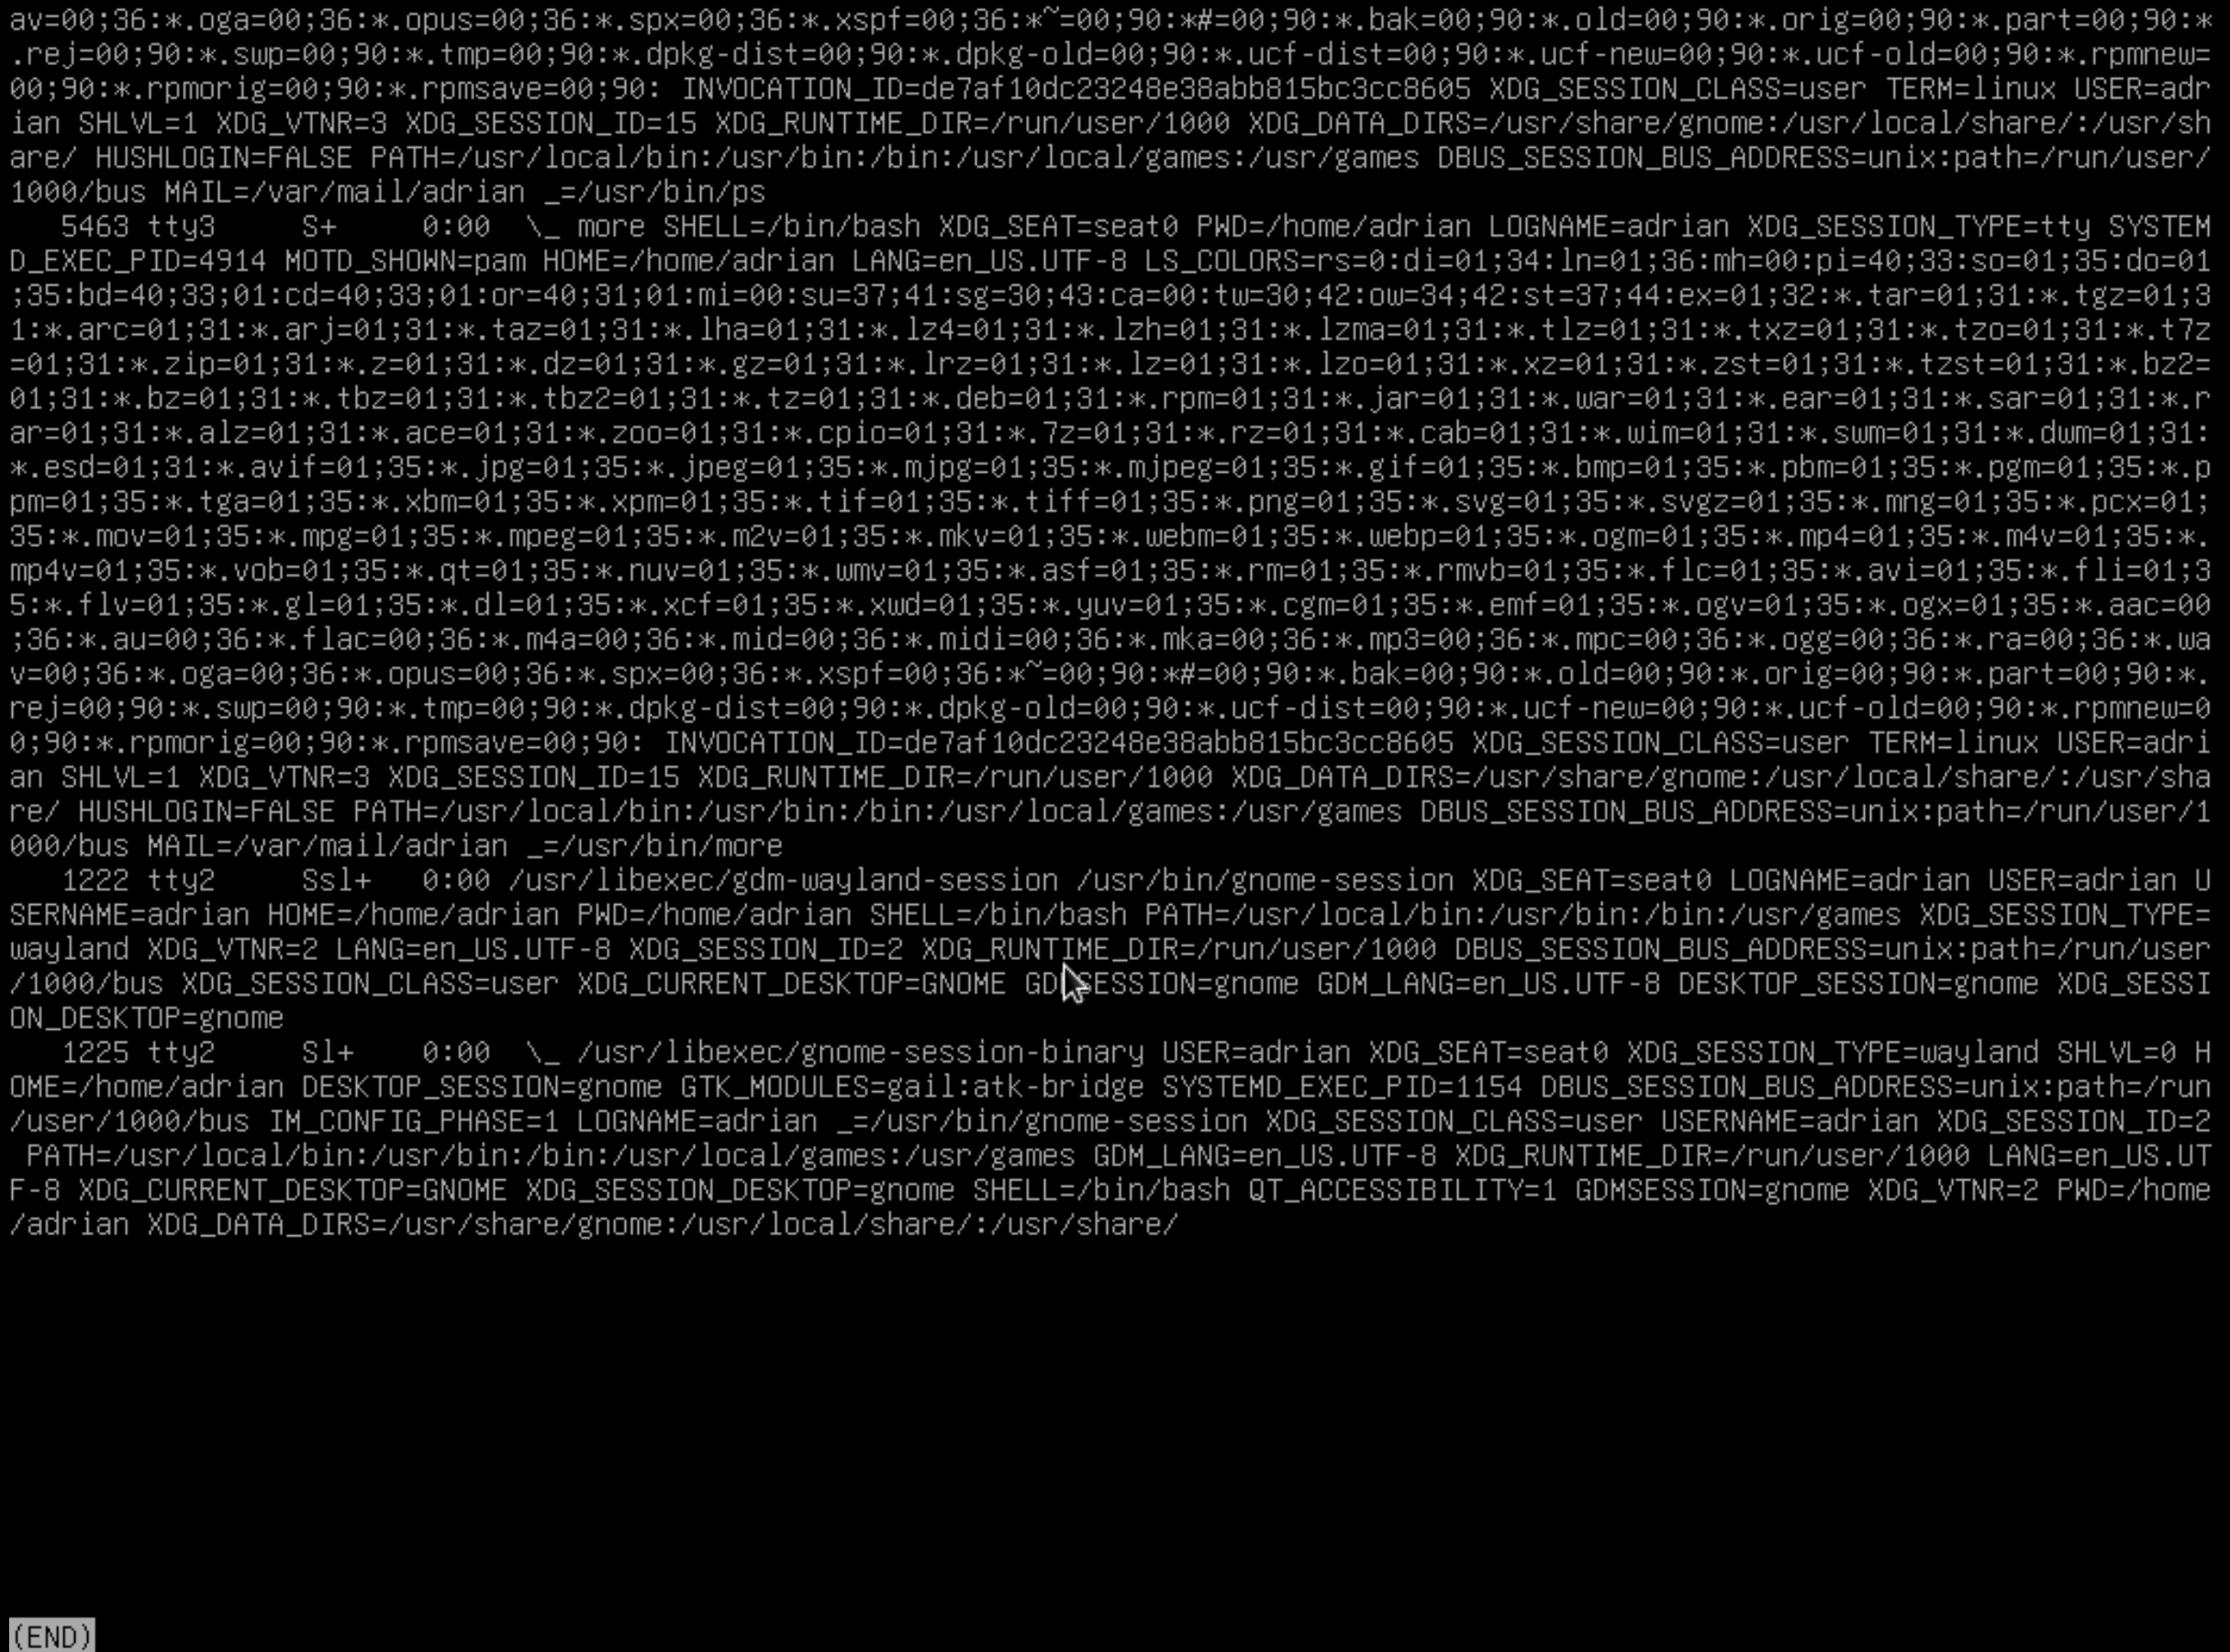 av=00;36:*.oga=00;36:*.opus=00;36:*.spx=00;36:*.xspf=00;36:*~=00;90:*#=00;90:*.bak=00;90:*.old=00;90:*.orig=00;90:*.part=00;90:*
.rej=00;90:*.swp=00;90:*.tmp=00;90:*.dpkg-dist=00;90:*.dpkg-old=00;90:*.ucf-dist=00;90:*.ucf-new=00;90:*.ucf-old=00;90:*.rpmnew=
00;90:*.rpmorig=00;90:*.rpmsave=00;90: INVOCATION_ID=de7af10dc23248e38abb815bc3cc8605 XDG_SESSION_CLASS=user TERM=linux USER=adr
ian SHLVL=1 XDG_VTNR=3 XDG_SESSION_ID=15 XDG_RUNTIME_DIR=/run/user/1000 XDG_DATA_DIRS=/usr/share/gnome:/usr/local/share/:/usr/sh
are/ HUSHLOGIN=FALSE PATH=/usr/local/bin:/usr/bin:/bin:/usr/local/games:/usr/games DBUS_SESSION_BUS_ADDRESS=unix:path=/run/user/
1000/bus MAIL=/var/mail/adrian _=/usr/bin/ps
   5463 tty3     S+     0:00  \_ more SHELL=/bin/bash XDG_SEAT=seat0 PWD=/home/adrian LOGNAME=adrian XDG_SESSION_TYPE=tty SYSTEM
D_EXEC_PID=4914 MOTD_SHOWN=pam HOME=/home/adrian LANG=en_US.UTF-8 LS_COLORS=rs=0:di=01;34:ln=01;36:mh=00:pi=40;33:so=01;35:do=01
;35:bd=40;33;01:cd=40;33;01:or=40;31;01:mi=00:su=37;41:sg=30;43:ca=00:tw=30;42:ow=34;42:st=37;44:ex=01;32:*.tar=01;31:*.tgz=01;3
1:*.arc=01;31:*.arj=01;31:*.taz=01;31:*.lha=01;31:*.lz4=01;31:*.lzh=01;31:*.lzma=01;31:*.tlz=01;31:*.txz=01;31:*.tzo=01;31:*.t7z
=01;31:*.zip=01;31:*.z=01;31:*.dz=01;31:*.gz=01;31:*.lrz=01;31:*.lz=01;31:*.lzo=01;31:*.xz=01;31:*.zst=01;31:*.tzst=01;31:*.bz2=
01;31:*.bz=01;31:*.tbz=01;31:*.tbz2=01;31:*.tz=01;31:*.deb=01;31:*.rpm=01;31:*.jar=01;31:*.war=01;31:*.ear=01;31:*.sar=01;31:*.r
ar=01;31:*.alz=01;31:*.ace=01;31:*.zoo=01;31:*.cpio=01;31:*.7z=01;31:*.rz=01;31:*.cab=01;31:*.wim=01;31:*.swm=01;31:*.dwm=01;31:
*.esd=01;31:*.avif=01;35:*.jpg=01;35:*.jpeg=01;35:*.mjpg=01;35:*.mjpeg=01;35:*.gif=01;35:*.bmp=01;35:*.pbm=01;35:*.pgm=01;35:*.p
pm=01;35:*.tga=01;35:*.xbm=01;35:*.xpm=01;35:*.tif=01;35:*.tiff=01;35:*.png=01;35:*.svg=01;35:*.svgz=01;35:*.mng=01;35:*.pcx=01;
35:*.mov=01;35:*.mpg=01;35:*.mpeg=01;35:*.m2v=01;35:*.mkv=01;35:*.webm=01;35:*.webp=01;35:*.ogm=01;35:*.mp4=01;35:*.m4v=01;35:*.
mp4v=01;35:*.vob=01;35:*.qt=01;35:*.nuv=01;35:*.wmv=01;35:*.asf=01;35:*.rm=01;35:*.rmvb=01;35:*.flc=01;35:*.avi=01;35:*.fli=01;3
5:*.flv=01;35:*.gl=01;35:*.dl=01;35:*.xcf=01;35:*.xwd=01;35:*.yuv=01;35:*.cgm=01;35:*.emf=01;35:*.ogv=01;35:*.ogx=01;35:*.aac=00
;36:*.au=00;36:*.flac=00;36:*.m4a=00;36:*.mid=00;36:*.midi=00;36:*.mka=00;36:*.mp3=00;36:*.mpc=00;36:*.ogg=00;36:*.ra=00;36:*.wa
v=00;36:*.oga=00;36:*.opus=00;36:*.spx=00;36:*.xspf=00;36:*~=00;90:*#=00;90:*.bak=00;90:*.old=00;90:*.orig=00;90:*.part=00;90:*.
rej=00;90:*.swp=00;90:*.tmp=00;90:*.dpkg-dist=00;90:*.dpkg-old=00;90:*.ucf-dist=00;90:*.ucf-new=00;90:*.ucf-old=00;90:*.rpmnew=0
0;90:*.rpmorig=00;90:*.rpmsave=00;90: INVOCATION_ID=de7af10dc23248e38abb815bc3cc8605 XDG_SESSION_CLASS=user TERM=linux USER=adri
an SHLVL=1 XDG_VTNR=3 XDG_SESSION_ID=15 XDG_RUNTIME_DIR=/run/user/1000 XDG_DATA_DIRS=/usr/share/gnome:/usr/local/share/:/usr/sha
re/ HUSHLOGIN=FALSE PATH=/usr/local/bin:/usr/bin:/bin:/usr/local/games:/usr/games DBUS_SESSION_BUS_ADDRESS=unix:path=/run/user/1
000/bus MAIL=/var/mail/adrian _=/usr/bin/more
   1222 tty2     Ssl+   0:00 /usr/libexec/gdm-wayland-session /usr/bin/gnome-session XDG_SEAT=seat0 LOGNAME=adrian USER=adrian U
SERNAME=adrian HOME=/home/adrian PWD=/home/adrian SHELL=/bin/bash PATH=/usr/local/bin:/usr/bin:/bin:/usr/games XDG_SESSION_TYPE=
wayland XDG_VTNR=2 LANG=en_US.UTF-8 XDG_SESSION_ID=2 XDG_RUNTIME_DIR=/run/user/1000 DBUS_SESSION_BUS_ADDRESS=unix:path=/run/user
/1000/bus XDG_SESSION_CLASS=user XDG_CURRENT_DESKTOP=GNOME GDMSESSION=gnome GDM_LANG=en_US.UTF-8 DESKTOP_SESSION=gnome XDG_SESSI
ON_DESKTOP=gnome
   1225 tty2     Sl+    0:00  \_ /usr/libexec/gnome-session-binary USER=adrian XDG_SEAT=seat0 XDG_SESSION_TYPE=wayland SHLVL=0 H
OME=/home/adrian DESKTOP_SESSION=gnome GTK_MODULES=gail:atk-bridge SYSTEMD_EXEC_PID=1154 DBUS_SESSION_BUS_ADDRESS=unix:path=/run
/user/1000/bus IM_CONFIG_PHASE=1 LOGNAME=adrian _=/usr/bin/gnome-session XDG_SESSION_CLASS=user USERNAME=adrian XDG_SESSION_ID=2
 PATH=/usr/local/bin:/usr/bin:/bin:/usr/local/games:/usr/games GDM_LANG=en_US.UTF-8 XDG_RUNTIME_DIR=/run/user/1000 LANG=en_US.UT
F-8 XDG_CURRENT_DESKTOP=GNOME XDG_SESSION_DESKTOP=gnome SHELL=/bin/bash QT_ACCESSIBILITY=1 GDMSESSION=gnome XDG_VTNR=2 PWD=/home
/adrian XDG_DATA_DIRS=/usr/share/gnome:/usr/local/share/:/usr/share/
(END)